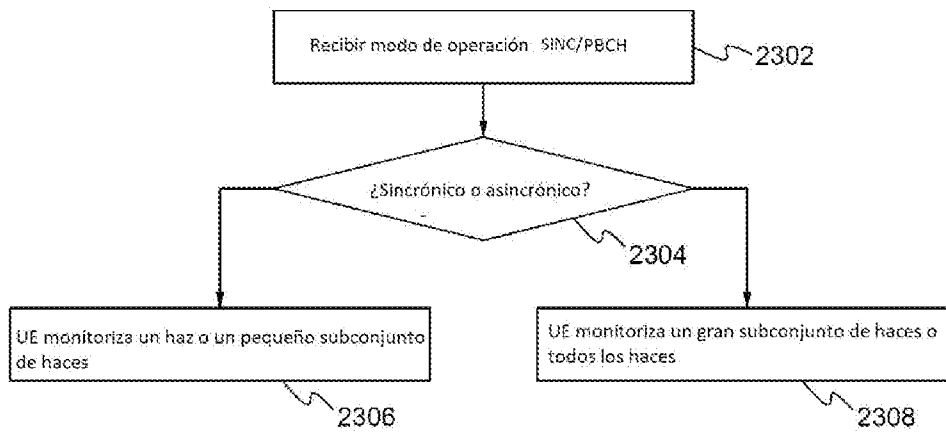 Recibir modo de operación SINC/PBCH
2302
¿Sincrónico o asincrónico?
2304
UE monitoriza un haz o un pequeño subconjunto
de haces
2306
UE monitoriza un gran subconjunto de haces o
todos los haces
2308